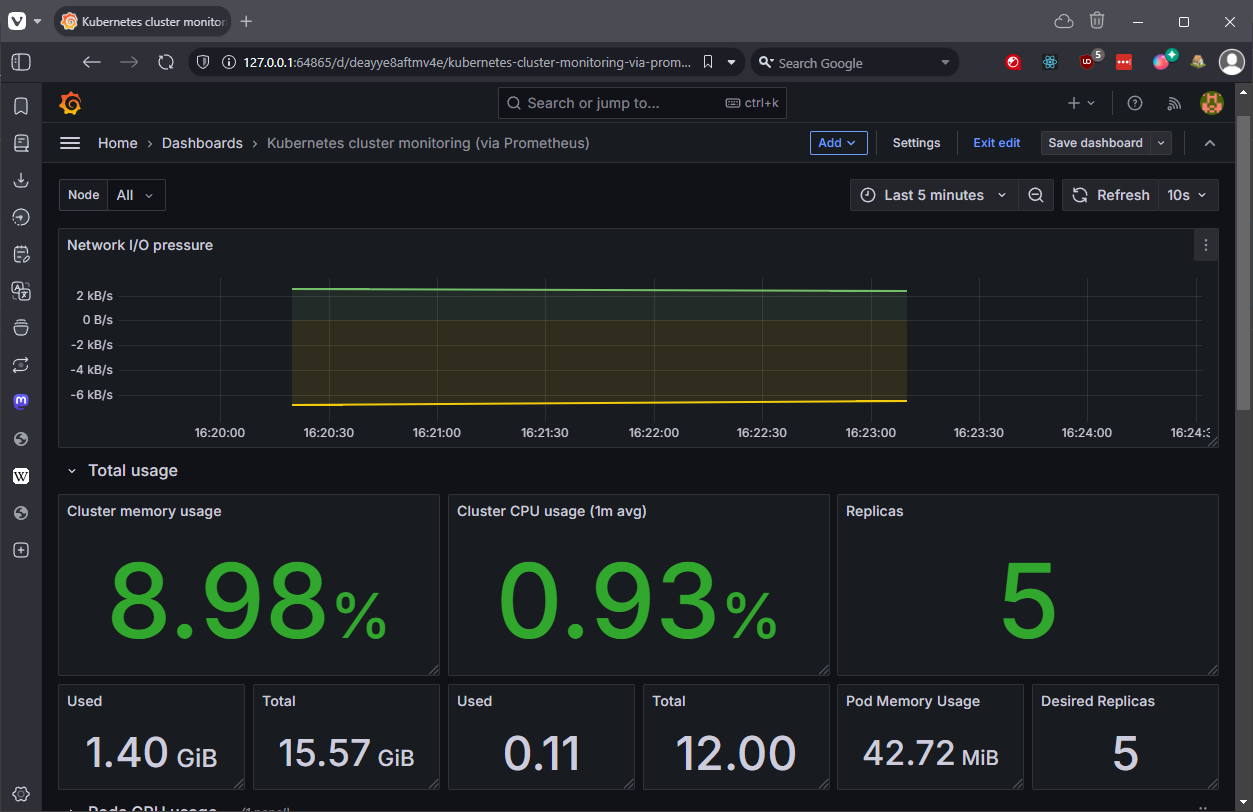 Kubernetes cluster monitor
127.0.0.1:64865/d/deayye8aftmv4e/kubernetes-cluster-monitoring-via-prom...
Search Google
5
Search or jump to...
ctrl+k
Home › Dashboards › Kubernetes cluster monitoring (via Prometheus)
Add
Settings
Exit edit
Save dashboard
Node
All
Last 5 minutes
Refresh
10s
Network I/O pressure
2 kB/s
0 B/s
-2 kB/s
-4 kB/s
-6 kB/s
16:20:00 16:20:30 16:21:00 16:21:30 16:22:00 16:22:30 16:23:00 16:23:30 16:24:00 16:24:3
Total usage
Cluster memory usage
8.98%
Cluster CPU usage (1m avg)
0.93%
Replicas
5
Used
1.40 GiB
Total
15.57 GiB
Used
0.11
Total
12.00
Pod Memory Usage
42.72 MiB
Desired Replicas
5
Pods CPU usage